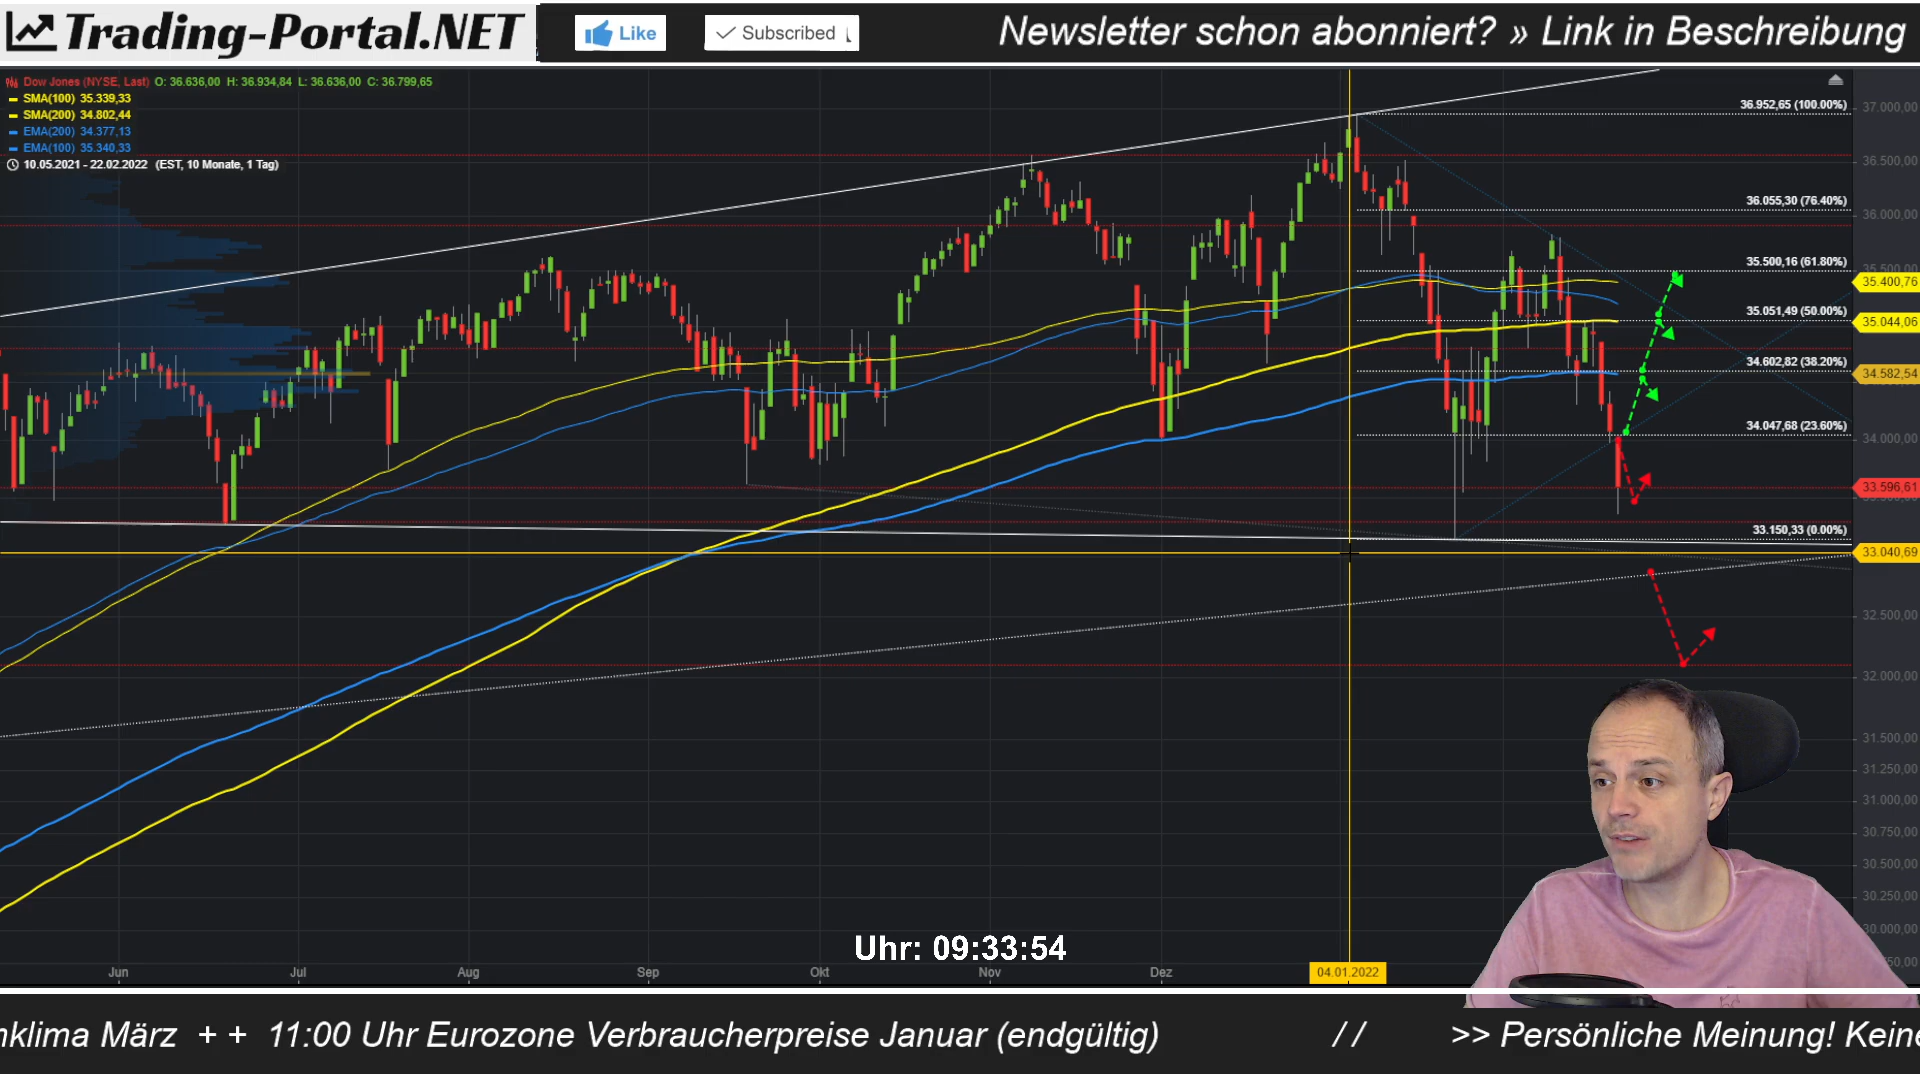 Trading-Portal.NET
Like
Subscribed
Newsletter schon abonniert? » Link in Beschreibung
Dow Jones (NYSE, Last) O: 36.636,00 H: 36.934,84 L: 36.636,00 C: 36.799,65
SMA(100) 35.339,33
SMA(200) 34.802,44
EMA(200) 34.377,13
EMA(100) 35.340,33
10.05.2021 - 22.02.2022 (EST, 10 Monate, 1 Tag)
36.952,65 (100.00%)
37.000,00
36.500,00
36.055,30 (76.40%)
36.000,00
35.500,16 (61.80%)
35.400,76
35.051,49 (50.00%)
35.044,06
34.602,82 (38.20%)
34.582,54
34.047,68 (23.60%)
34.000,00
33.596,61
33.150,33 (0.00%)
33.040,69
32.500,00
32.000,00
31.500,00
31.250,00
31.000,00
30.750,00
30.500,00
30.250,00
30.000,00
Uhr: 09:33:54
Jun
Jul
Aug
Sep
Okt
Nov
Dez
04.01.2022
nklima März + + 11:00 Uhr Eurozone Verbraucherpreise Januar (endgültig) // >> Persönliche Meinung! Keine